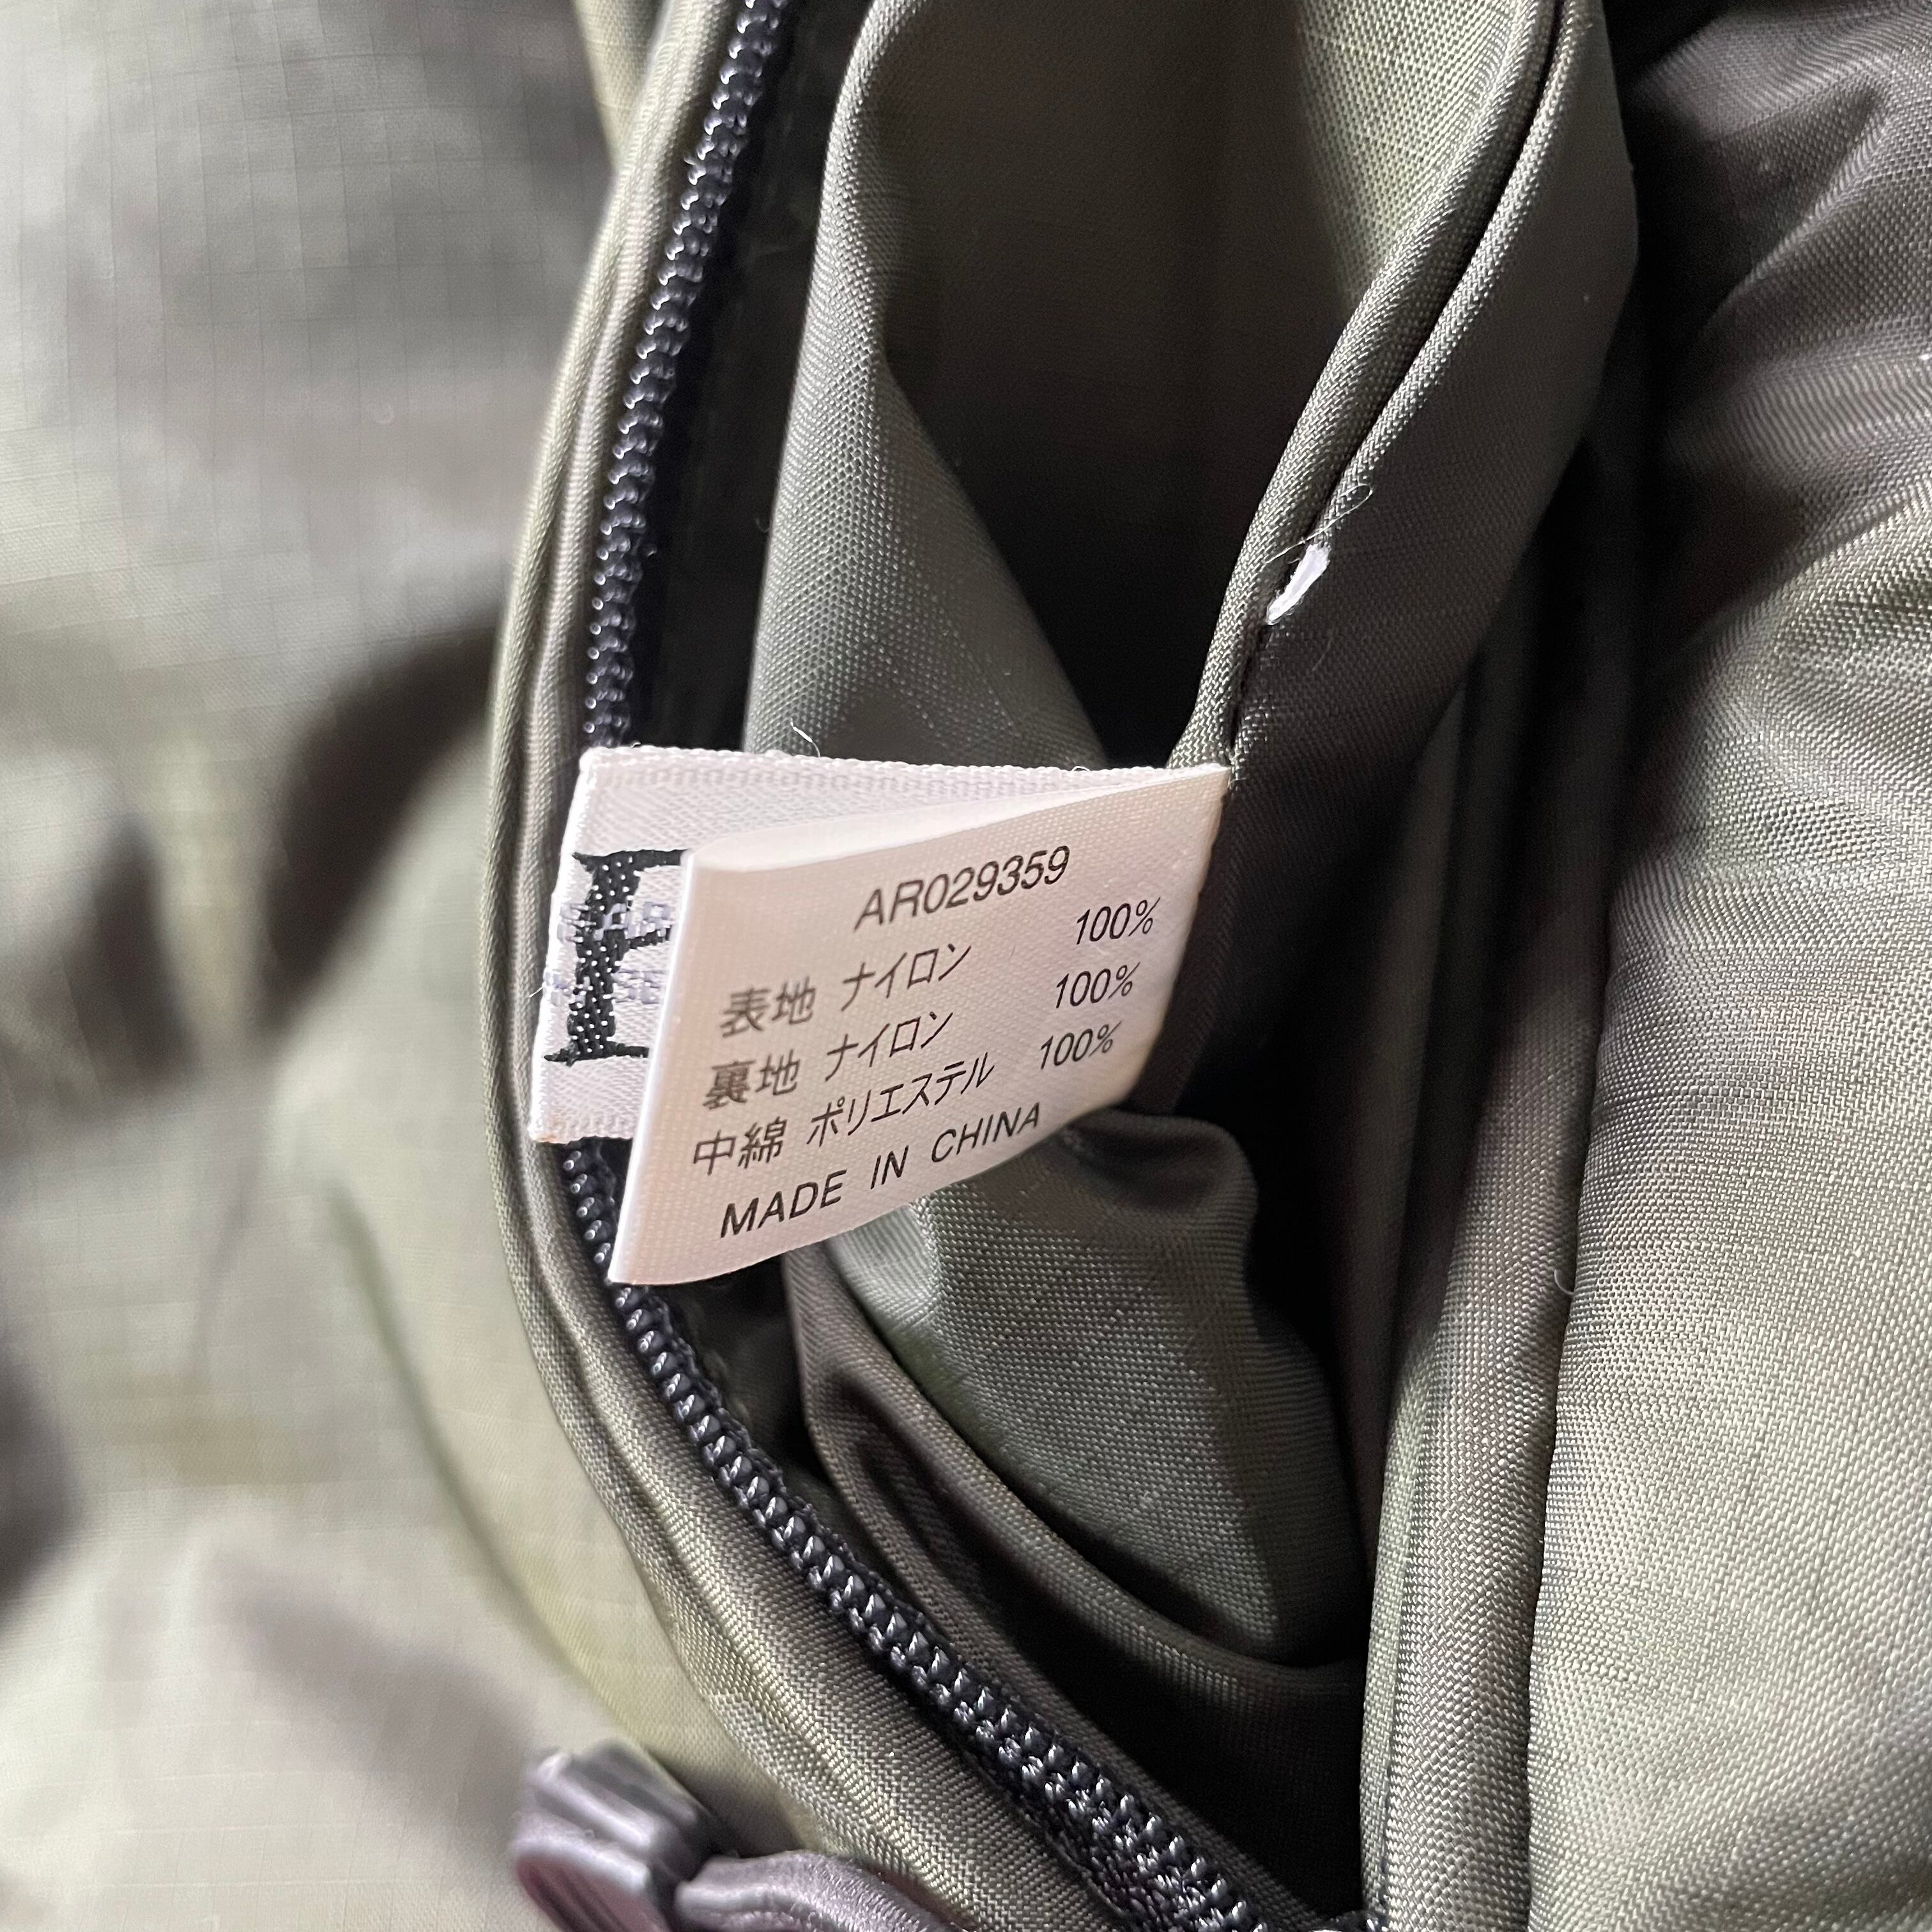 AR029359
表地 ナイロン 100%
裏地 ナイロン 100%
中綿 ポリエステル 100%
MADE IN CHINA